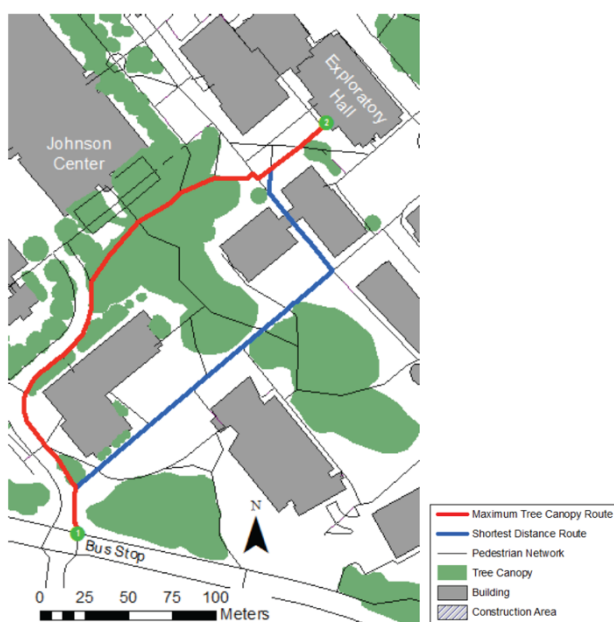 Exploratory
Hall
2
Johnson
Center
1
Bus Stop
N
0 25 50 100
Meters
Maximum Tree Canopy Route
Shortest Distance Route
Pedestrian Network
Tree Canopy
Building
Construction Area